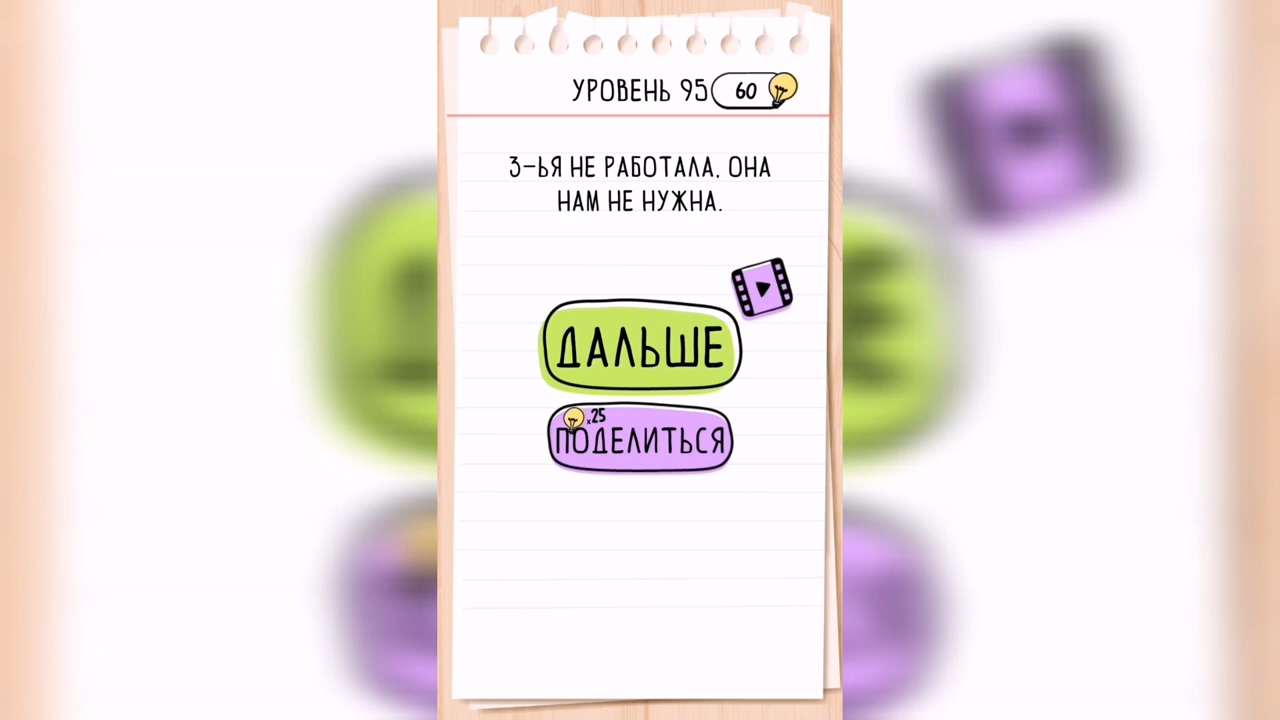 УРОВЕНЬ 95 60
3-ЬЯ НЕ РАБОТАЛА, ОНА
НАМ НЕ НУЖНА.
ДАЛЬШЕ
x25
ПОДЕЛИТЬСЯ